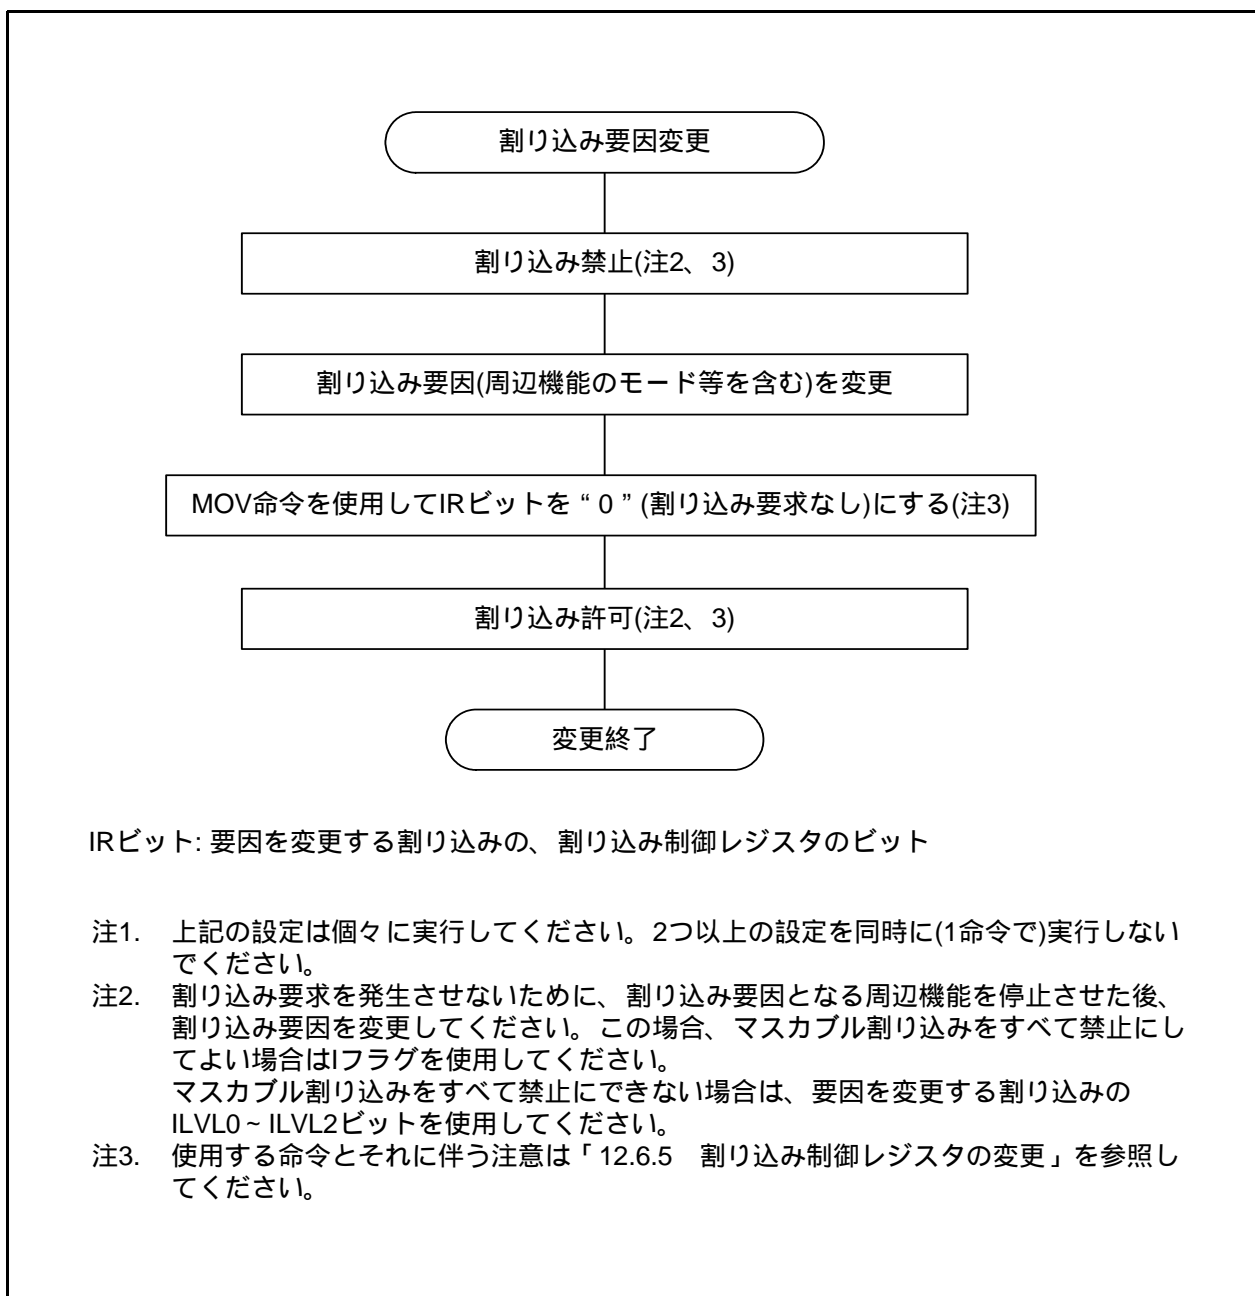 割り込み要因変更
割り込み禁止(注2、3)
割り込み要因(周辺機能のモード等を含む)を変更
MOV命令を使用してIRビットを“0”(割り込み要求なし)にする(注3)
割り込み許可(注2、3)
変更終了
IRビット: 要因を変更する割り込みの、割り込み制御レジスタのビット
注1. 上記の設定は個々に実行してください。2つ以上の設定を同時に(1命令で)実行しない
でください。
注2. 割り込み要求を発生させないために、割り込み要因となる周辺機能を停止させた後、
割り込み要因を変更してください。この場合、マスカブル割り込みをすべて禁止にし
てよい場合はIフラグを使用してください。
マスカブル割り込みをすべて禁止にできない場合は、要因を変更する割り込みの
ILVL0~ILVL2ビットを使用してください。
注3. 使用する命令とそれに伴う注意は「12.6.5 割り込み制御レジスタの変更」を参照し
てください。